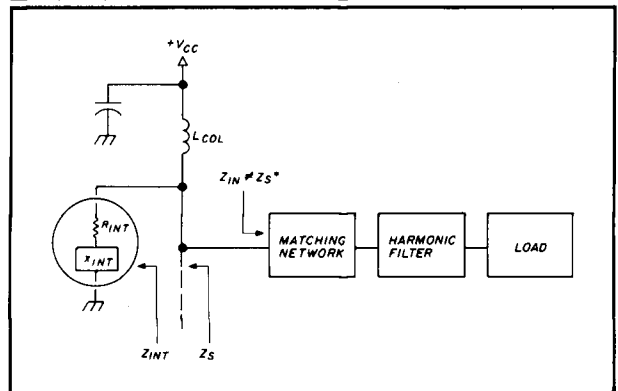 +VCC
LCOL
ZIN ≠ ZS*
RINT
XINT
MATCHING
NETWORK
HARMONIC
FILTER
LOAD
ZINT
ZS